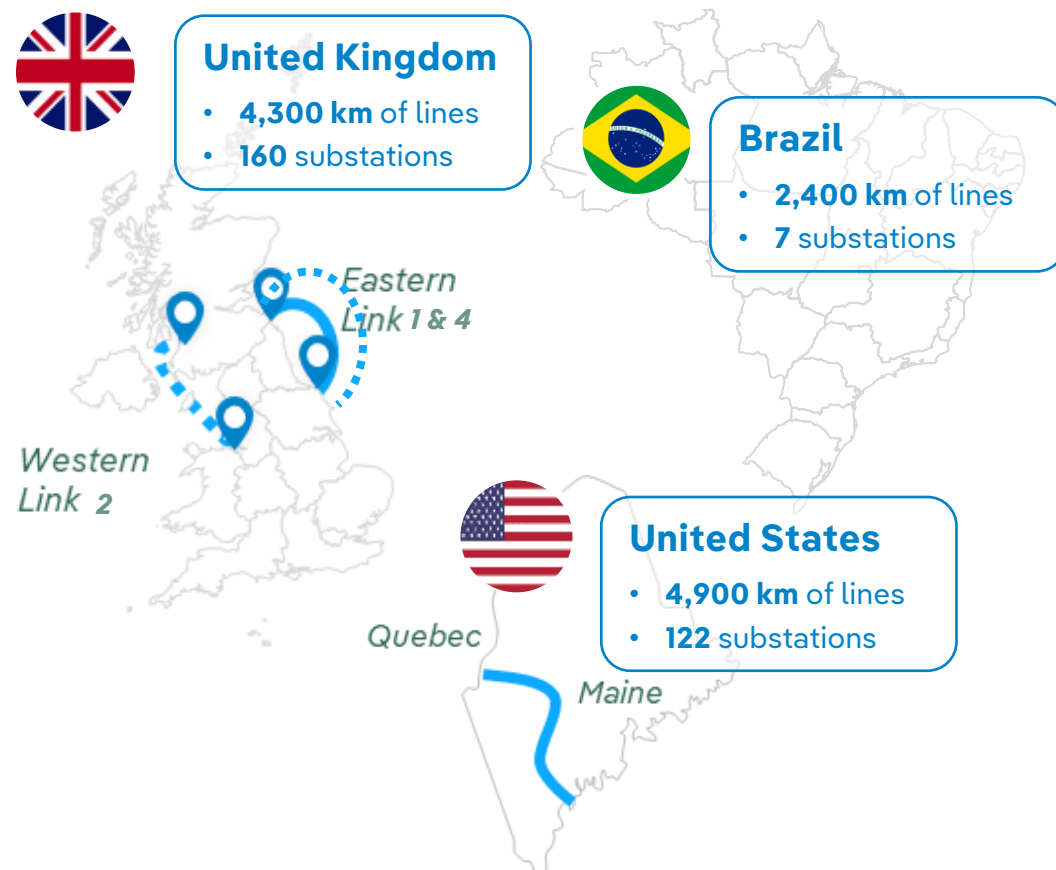 United Kingdom
• 4,300 km of lines
• 160 substations
Brazil
• 2,400 km of lines
• 7 substations
Eastern
Link 1 & 4
Western
Link 2
United States
• 4,900 km of lines
• 122 substations
Quebec
Maine